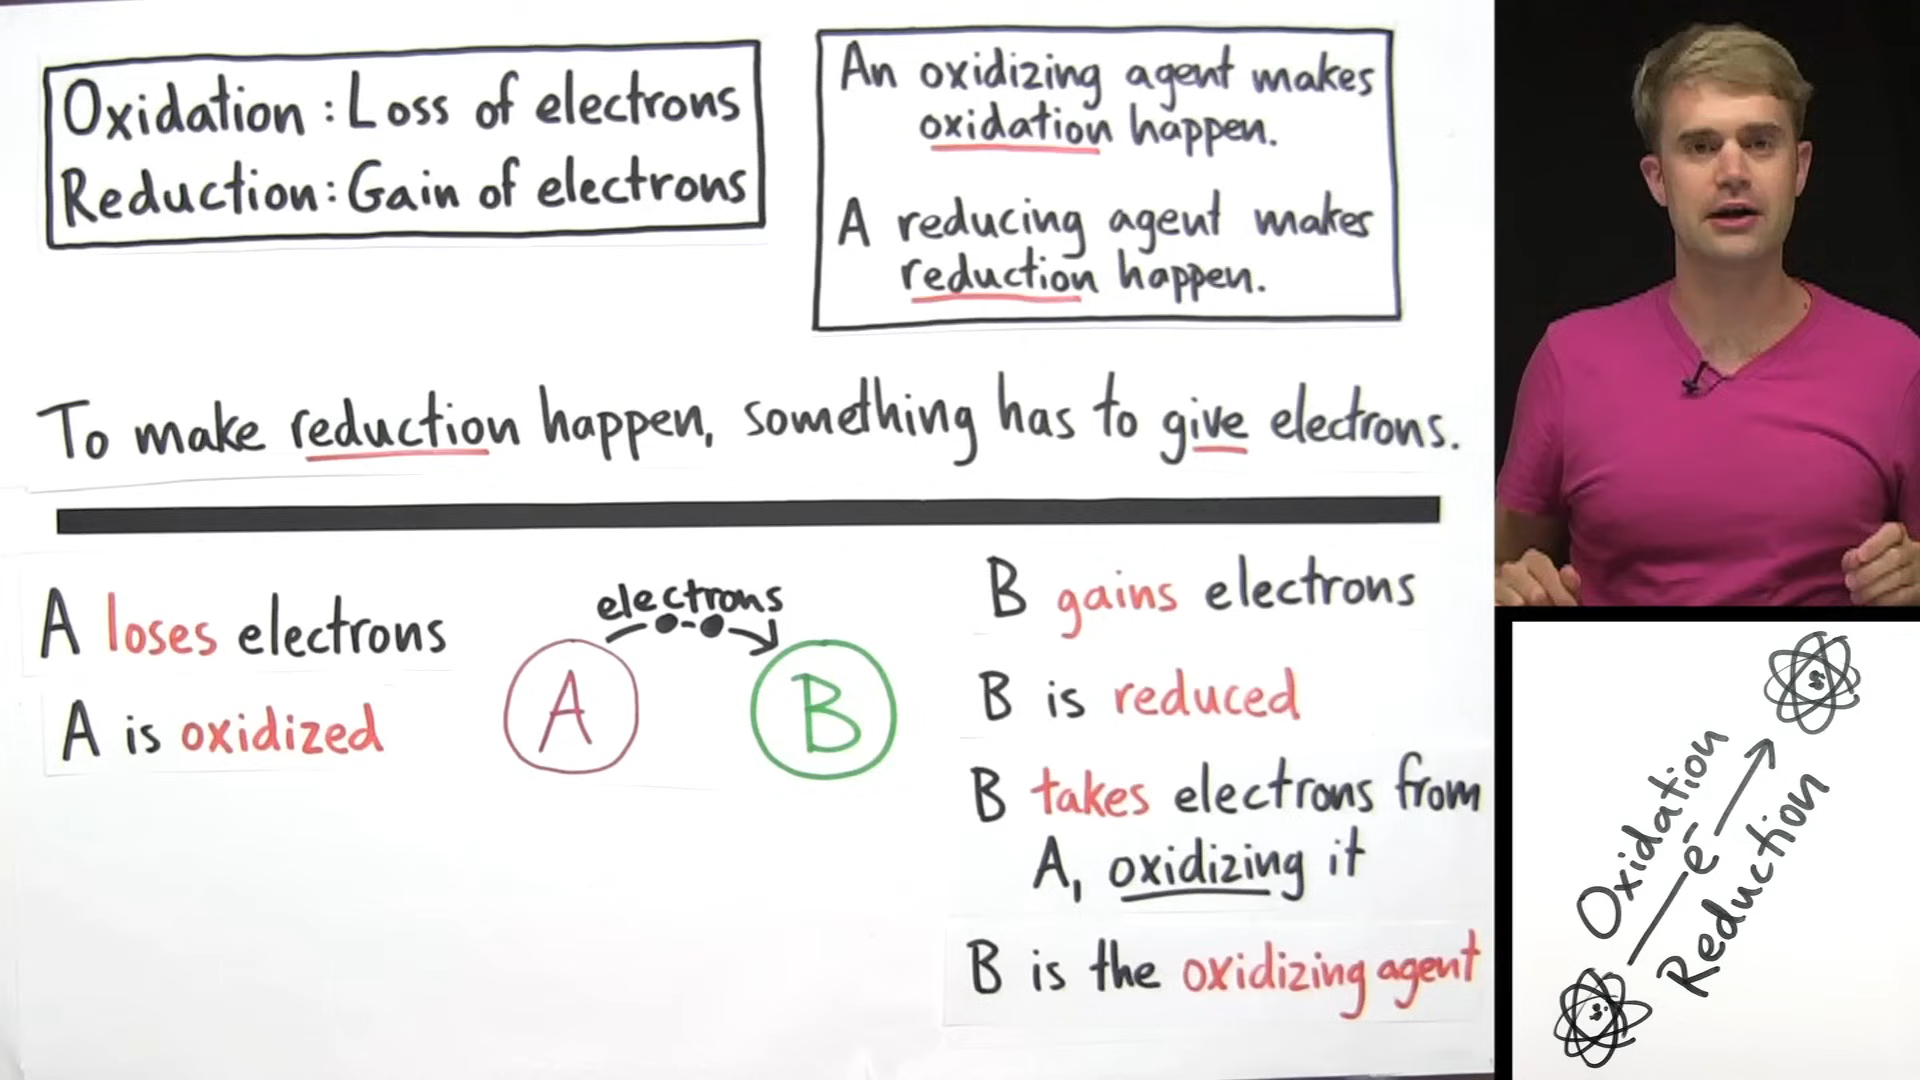 Oxidation : Loss of electrons
Reduction : Gain of electrons
An oxidizing agent makes
oxidation happen.
A reducing agent makes
reduction happen.
To make reduction happen, something has to give electrons.
A loses electrons
A is oxidized
electrons
A
B
B gains electrons
B is reduced
B takes electrons from
A, oxidizing it
B is the oxidizing agent
Oxidation
e-
Reduction